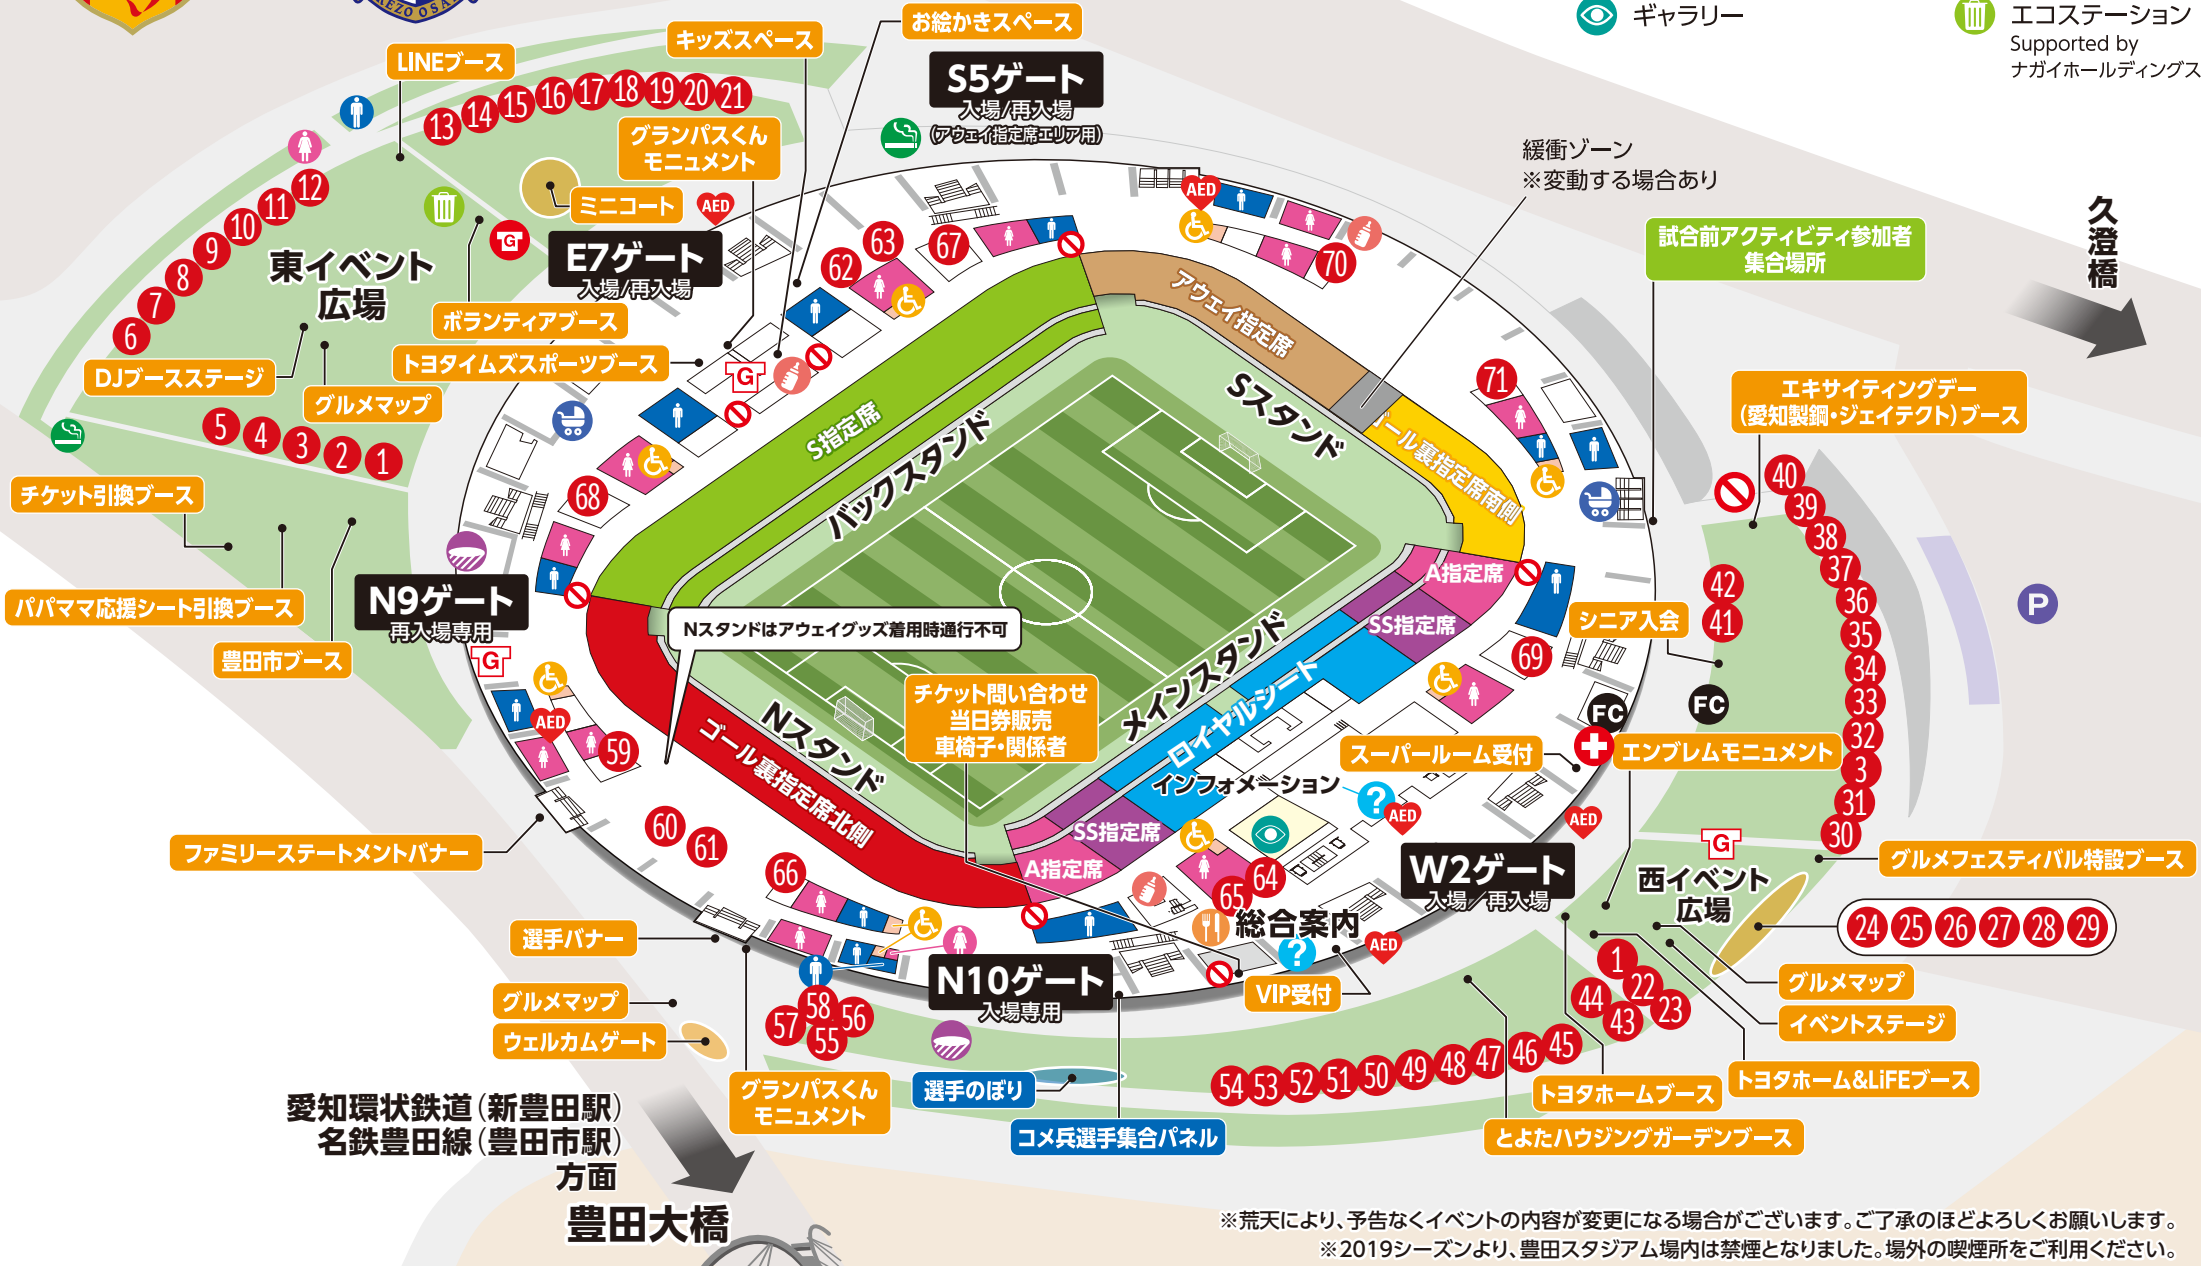 EZO OSA
ギャラリー
エコステーション
Supported by
ナガイホールディングス
お絵かきスペース
キッズスペース
LINEブース
S5ゲート
入場/再入場
(アウェイ指定席エリア用)
13
14
15
16
17
18
19
20
21
グランパスくん
モニュメント
緩衝ゾーン
※変動する場合あり
12
11
10
9
8
7
6
ミニコート
AED
AED
久澄橋
試合前アクティビティ参加者
集合場所
東イベント
広場
G
E7ゲート
入場/再入場
62
63
67
70
アウェイ指定席
ボランティアブース
トヨタイムズスポーツブース
DJブースステージ
グルメマップ
G
S指定席
バックスタンド
Sスタンド
71
ゴール裏指定席南側
エキサイティングデー
(愛知製鋼・ジェイテクト)ブース
5
4
3
2
1
チケット引換ブース
68
40
39
38
37
36
35
34
33
32
3
31
30
42
41
P
パパママ応援シート引換ブース
豊田市ブース
N9ゲート
再入場専用
G
Nスタンドはアウェイグッズ着用時通行不可
A指定席
SS指定席
シニア入会
69
FC
FC
AED
59
Nスタンド
ゴール裏指定席北側
チケット問い合わせ
当日券販売
車椅子・関係者
メインスタンド
ロイヤルシート
インフォメーション
?
AED
スーパールーム受付
エンブレムモニュメント
AED
ファミリーステートメントバナー
60
61
66
SS指定席
A指定席
64
65
W2ゲート
入場/再入場
G
西イベント
広場
グルメフェスティバル特設ブース
24
25
26
27
28
29
総合案内
?
AED
選手バナー
N10ゲート
入場専用
VIP受付
グルメマップ
ウェルカムゲート
58
57
56
55
1
22
44
23
43
グルメマップ
イベントステージ
54
53
52
51
50
49
48
47
46
45
トヨタホーム&LiFEブース
トヨタホームブース
とよたハウジングガーデンブース
グランパスくん
モニュメント
選手のぼり
コメ兵選手集合パネル
愛知環状鉄道(新豊田駅)
名鉄豊田線(豊田市駅)
方面
豊田大橋
※荒天により、予告なくイベントの内容が変更になる場合がございます。ご了承のほどよろしくお願いします。
※2019シーズンより、豊田スタジアム場内は禁煙となりました。場外の喫煙所をご利用ください。